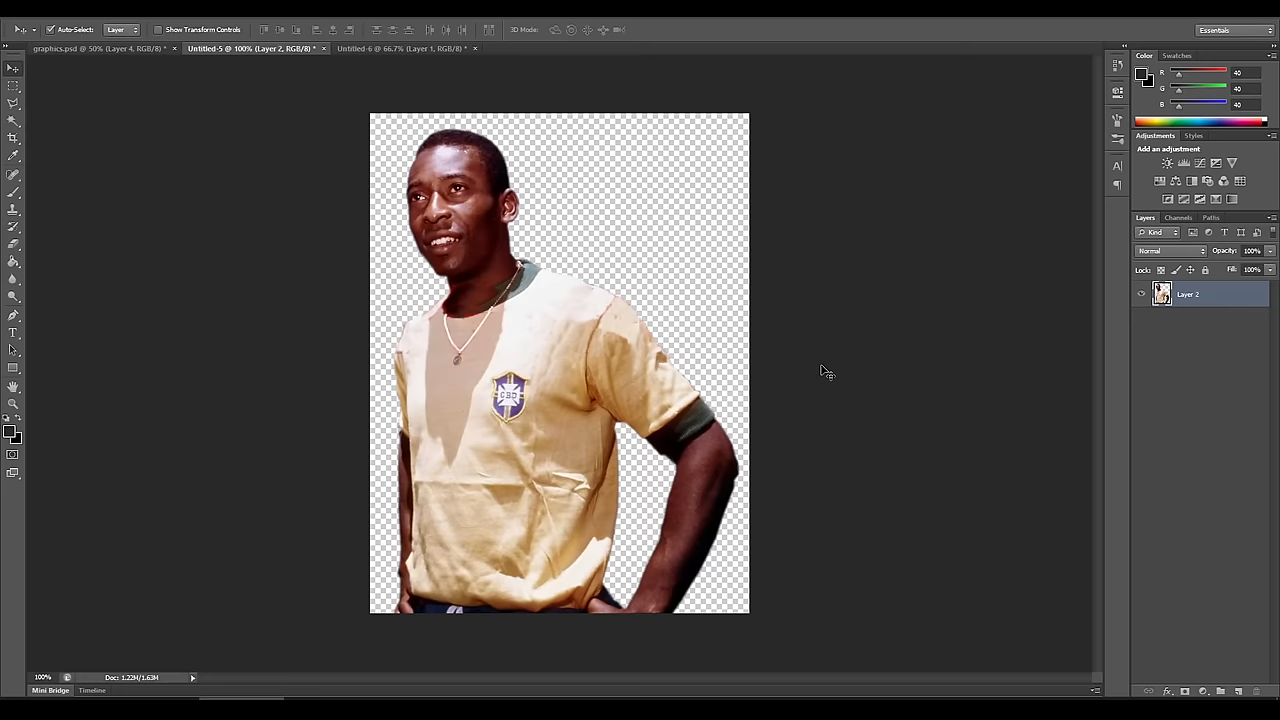 Auto-Select: Layer Show Transform Controls 3D Mode: Essentials
graphics.psd @ 50% (Layer 4, RGB/8) * × Untitled-5 @ 100% (Layer 2, RGB/8) * × Untitled-6 @ 66.7% (Layer 1, RGB/8) * ×
Color Swatches
R 40
G 40
B 40
Adjustments Styles
Add an adjustment
Layers Channels Paths
Kind
Normal Opacity: 100%
Lock: Fill: 100%
Layer 2
CBD
100% Doc: 1.22M/1.63M
Mini Bridge Timeline